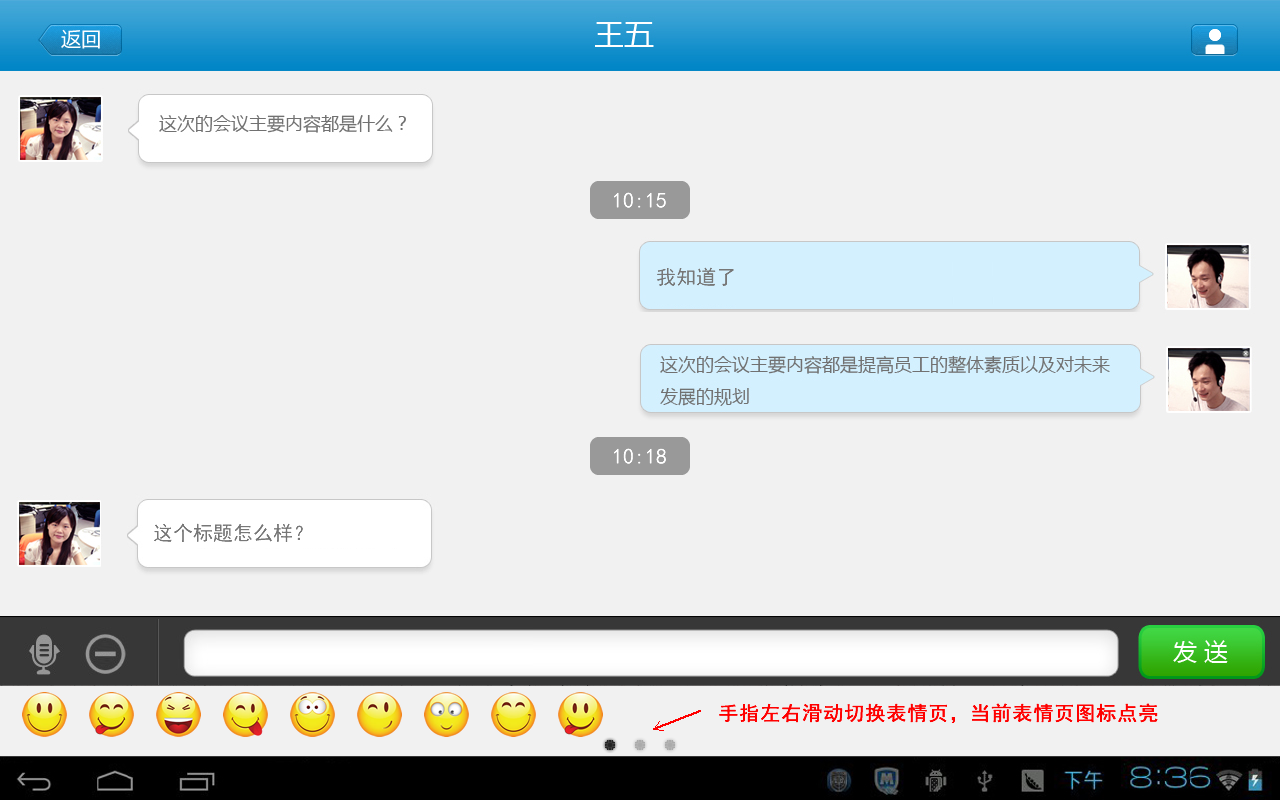 返回
王五
这次的会议主要内容都是什么？
10:15
我知道了
这次的会议主要内容都是提高员工的整体素质以及对未来
发展的规划
10:18
这个标题怎么样?
发送
手指左右滑动切换表情页，当前表情页图标点亮
下午 8:36